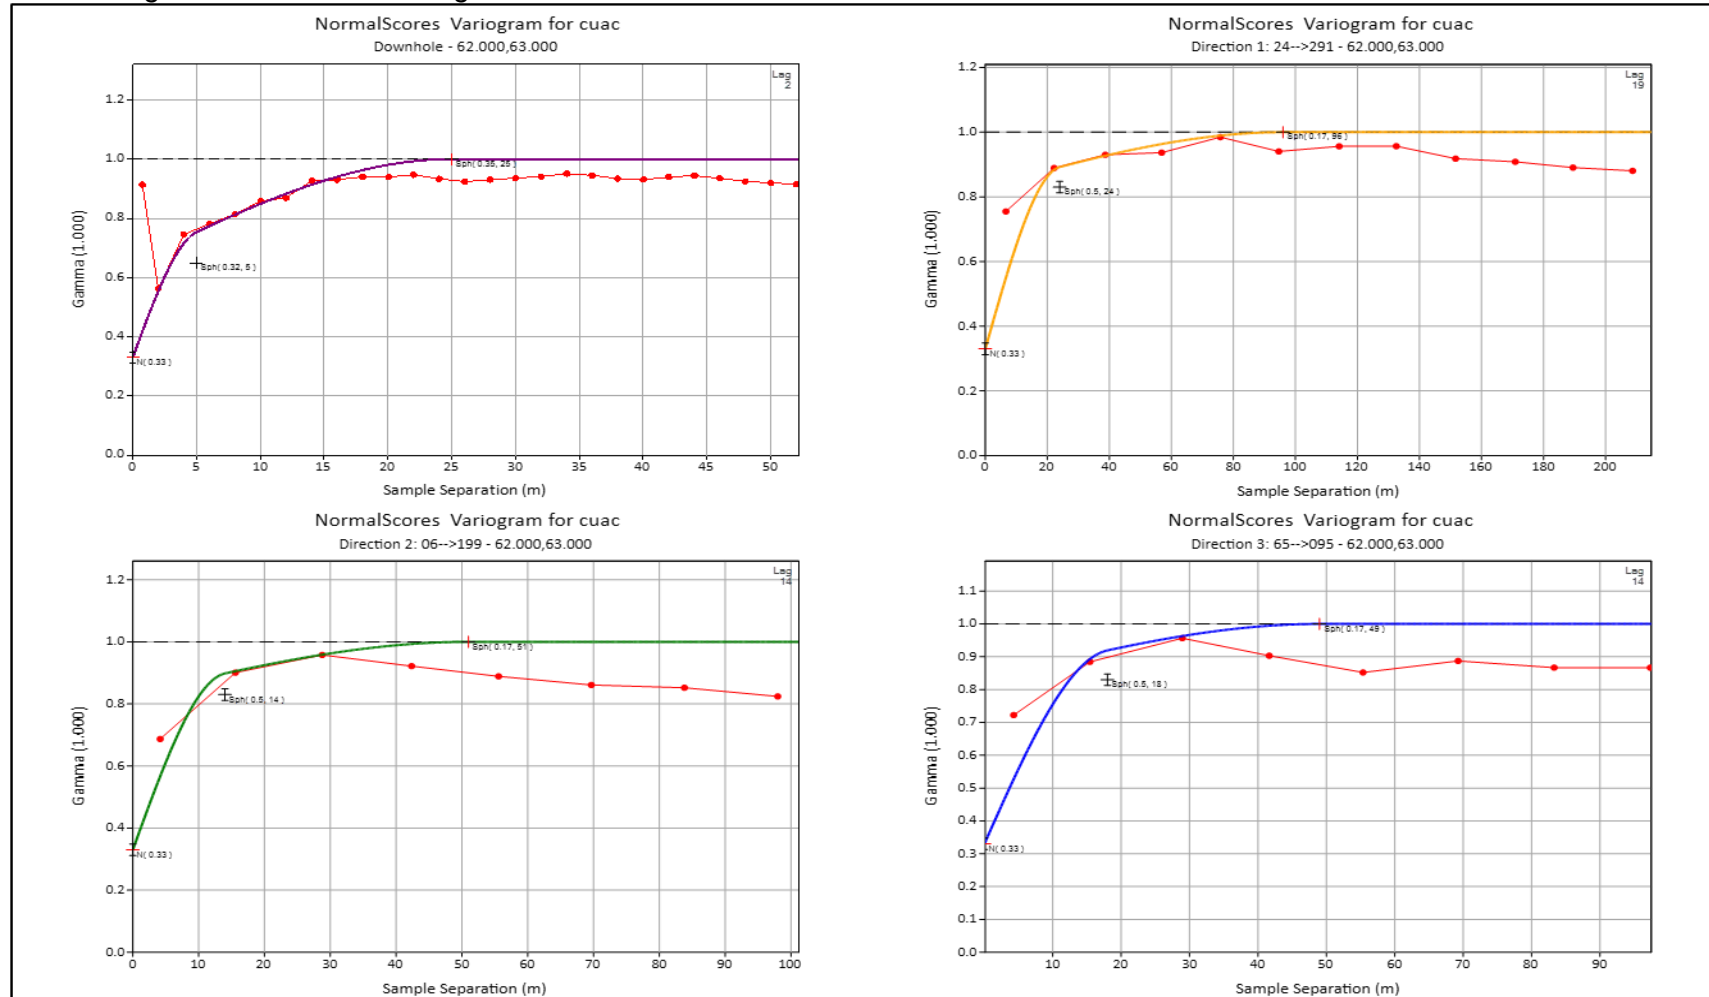 NormalScores Variogram for cuac
Downhole - 62.000,63.000
Lag
2
1.2
1.0
0.8
0.6
0.4
0.2
0.0
Gamma (1.000)
Sph( 0.35, 25 )
Sph( 0.32, 5 )
N( 0.33 )
0 5 10 15 20 25 30 35 40 45 50
Sample Separation (m)
NormalScores Variogram for cuac
Direction 1: 24-->291 - 62.000,63.000
Lag
19
1.2
1.0
0.8
0.6
0.4
0.2
0.0
Gamma (1.000)
Sph( 0.17, 96 )
Sph( 0.5, 24 )
N( 0.33 )
0 20 40 60 80 100 120 140 160 180 200
Sample Separation (m)
NormalScores Variogram for cuac
Direction 2: 06-->199 - 62.000,63.000
Lag
14
1.2
1.0
0.8
0.6
0.4
0.2
0.0
Gamma (1.000)
Sph( 0.17, 51 )
Sph( 0.5, 14 )
N( 0.33 )
0 10 20 30 40 50 60 70 80 90 100
Sample Separation (m)
NormalScores Variogram for cuac
Direction 3: 65-->095 - 62.000,63.000
Lag
14
1.1
1.0
0.9
0.8
0.7
0.6
0.5
0.4
0.3
0.2
0.1
0.0
Gamma (1.000)
Sph( 0.17, 49 )
Sph( 0.5, 18 )
N( 0.33 )
10 20 30 40 50 60 70 80 90
Sample Separation (m)